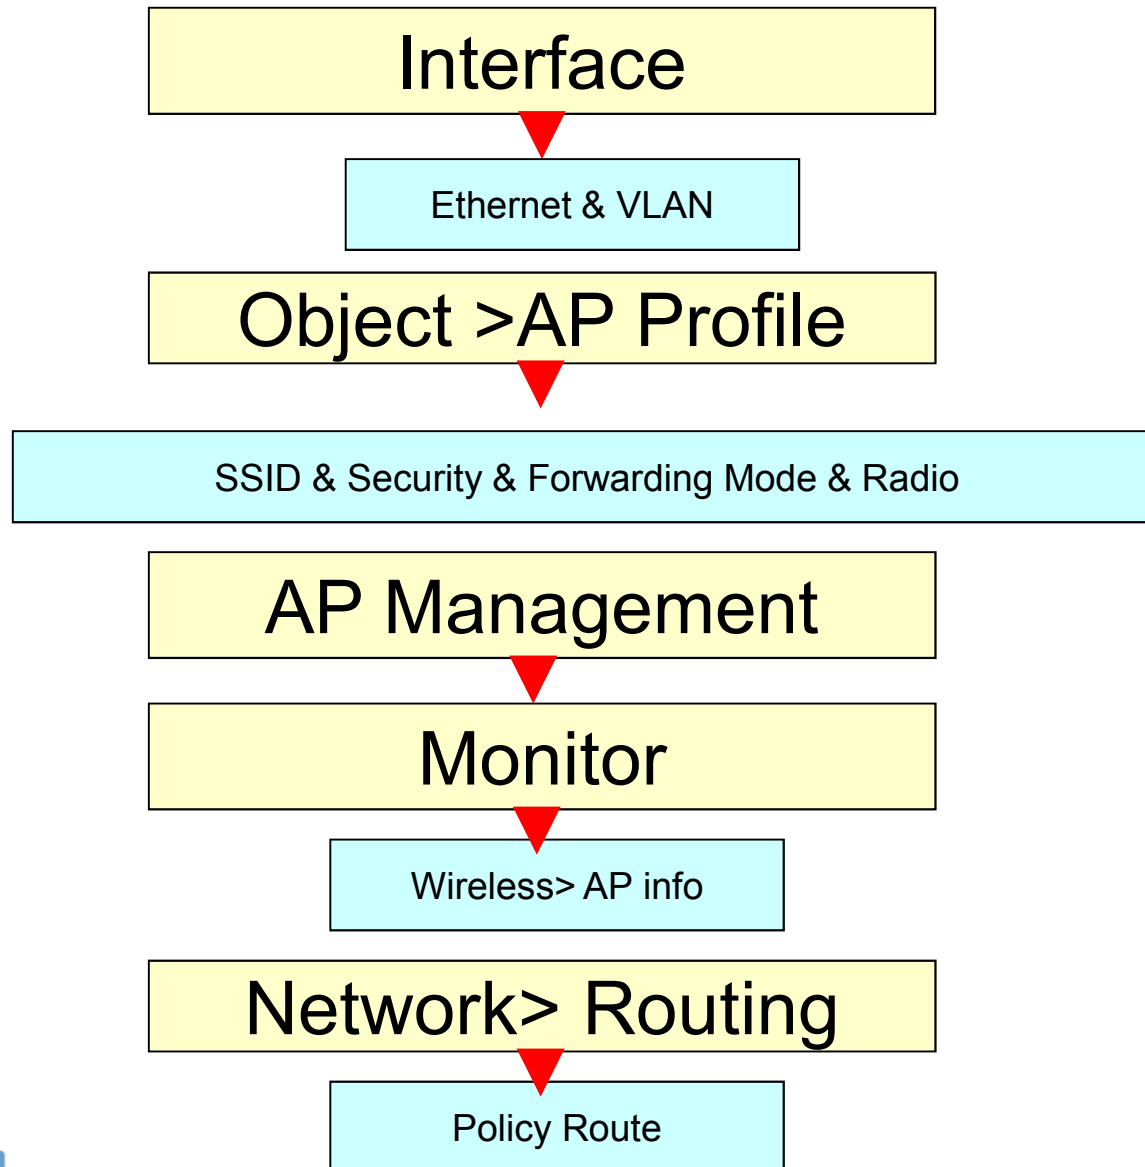 Interface
Ethernet & VLAN
Object >AP Profile
SSID & Security & Forwarding Mode & Radio
AP Management
Monitor
Wireless> AP info
Network> Routing
Policy Route